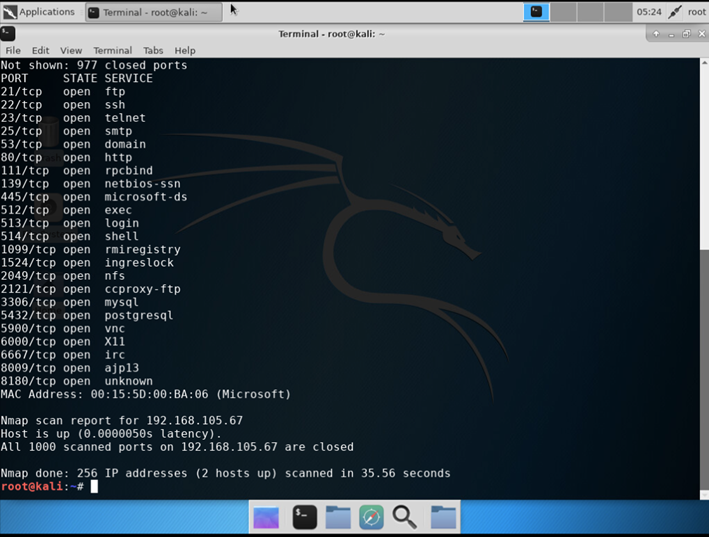 Applications
Terminal - root@kali: ~
05:24
root
Terminal - root@kali: ~
File Edit View Terminal Tabs Help
Not shown: 977 closed ports
PORT STATE SERVICE
21/tcp open ftp
22/tcp open ssh
23/tcp open telnet
25/tcp open smtp
53/tcp open domain
80/tcp open http
111/tcp open rpcbind
139/tcp open netbios-ssn
445/tcp open microsoft-ds
512/tcp open exec
513/tcp open login
514/tcp open shell
1099/tcp open rmiregistry
1524/tcp open ingreslock
2049/tcp open nfs
2121/tcp open ccproxy-ftp
3306/tcp open mysql
5432/tcp open postgresql
5900/tcp open vnc
6000/tcp open X11
6667/tcp open irc
8009/tcp open ajp13
8180/tcp open unknown
MAC Address: 00:15:5D:00:BA:06 (Microsoft)
Nmap scan report for 192.168.105.67
Host is up (0.0000050s latency).
All 1000 scanned ports on 192.168.105.67 are closed
Nmap done: 256 IP addresses (2 hosts up) scanned in 35.56 seconds
root@kali:~#